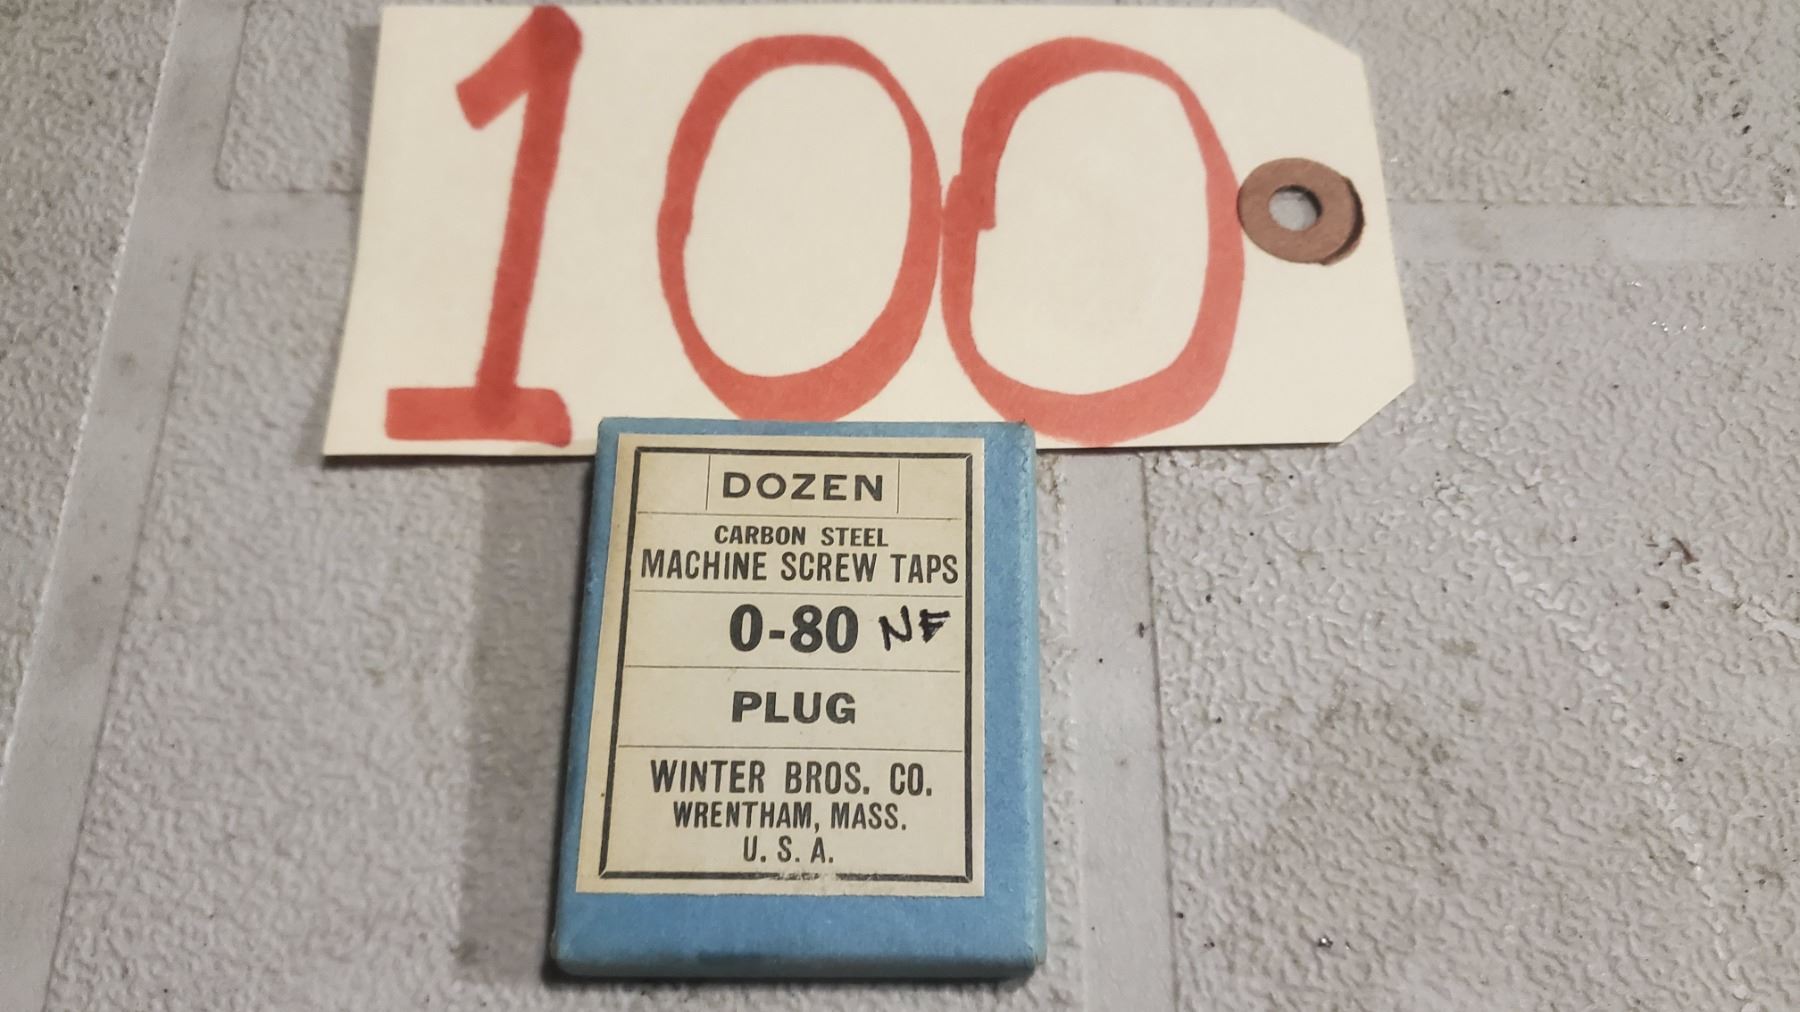 100
DOZEN
CARBON STEEL
MACHINE SCREW TAPS
0-80 NF
PLUG
WINTER BROS. CO.
WRENTHAM, MASS.
U. S. A.